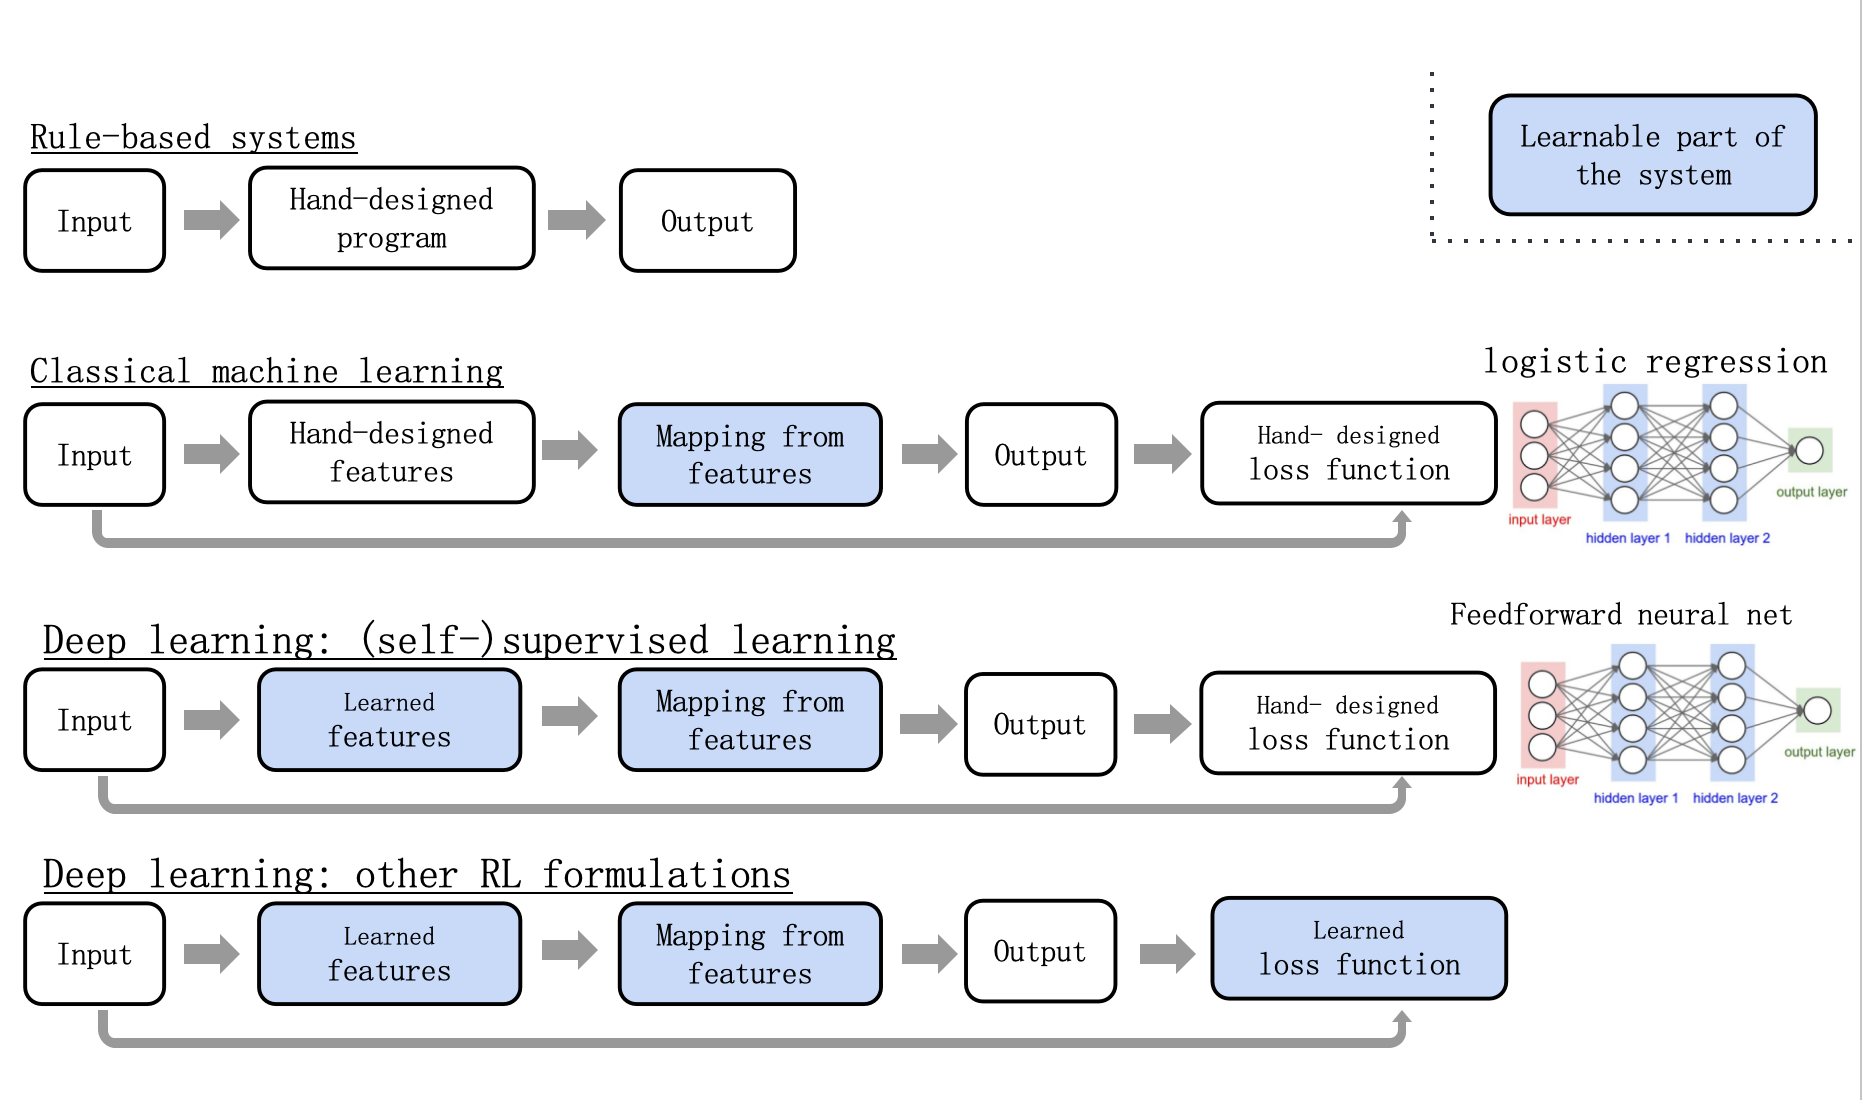 Learnable part of
the system
Rule-based systems
Input
Hand-designed
program
Output
Classical machine learning
Input
Hand-designed
features
Mapping from
features
Output
Hand- designed
loss function
logistic regression
input layer
hidden layer 1
hidden layer 2
output layer
Deep learning: (self-)supervised learning
Input
Learned
features
Mapping from
features
Output
Hand- designed
loss function
Feedforward neural net
input layer
hidden layer 1
hidden layer 2
output layer
Deep learning: other RL formulations
Input
Learned
features
Mapping from
features
Output
Learned
loss function